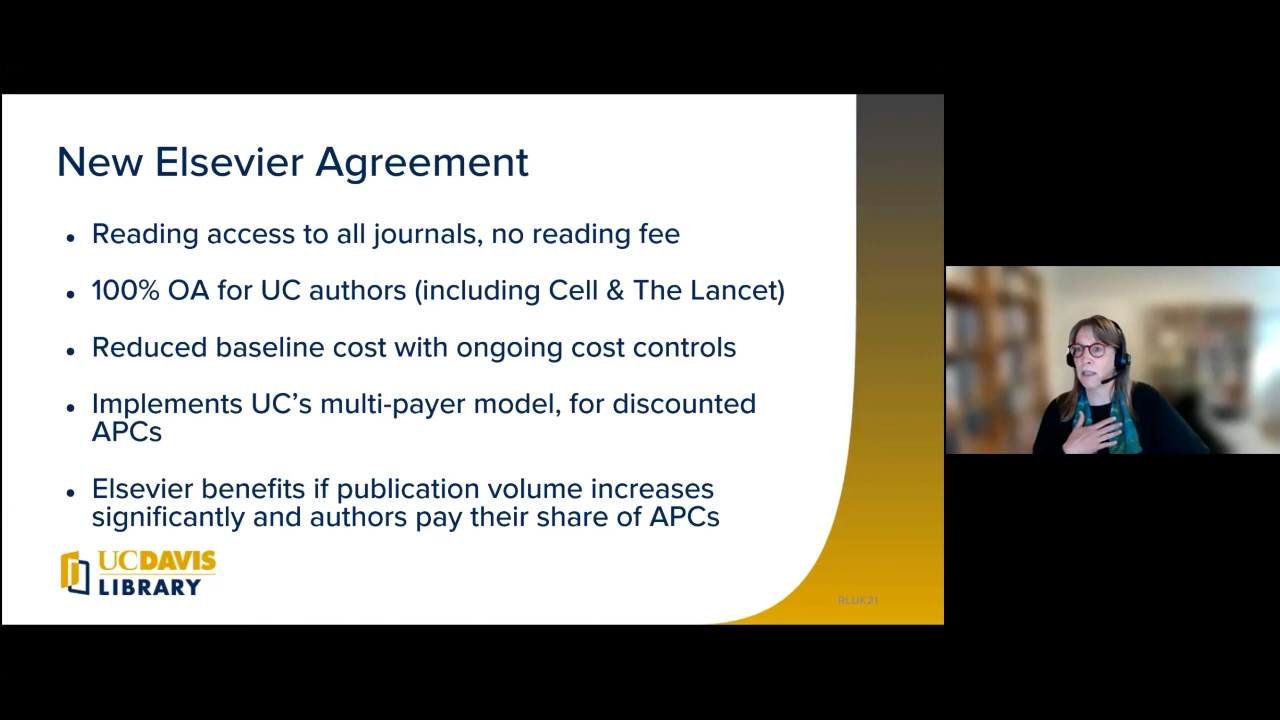 New Elsevier Agreement
• Reading access to all journals, no reading fee
• 100% OA for UC authors (including Cell & The Lancet)
• Reduced baseline cost with ongoing cost controls
• Implements UC’s multi-payer model, for discounted
APCs
• Elsevier benefits if publication volume increases
significantly and authors pay their share of APCs
UCDAVIS
LIBRARY
RLUK21